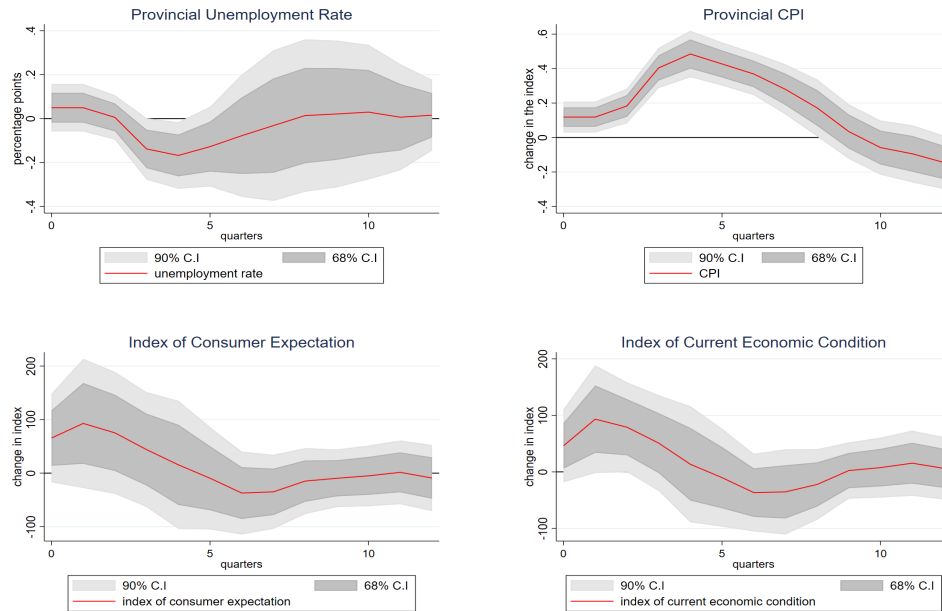 Provincial Unemployment Rate
percentage points
.4
.2
0
-.2
-.4
0 5 10
quarters
90% C.I 68% C.I
unemployment rate
Provincial CPI
change in the index
.6
.4
.2
0
-.2
-.4
0 5 10
quarters
90% C.I 68% C.I
CPI
Index of Consumer Expectation
change in index
200
100
0
-100
0 5 10
quarters
90% C.I 68% C.I
index of consumer expectation
Index of Current Economic Condition
change in index
200
100
0
-100
0 5 10
quarters
90% C.I 68% C.I
index of current economic condition